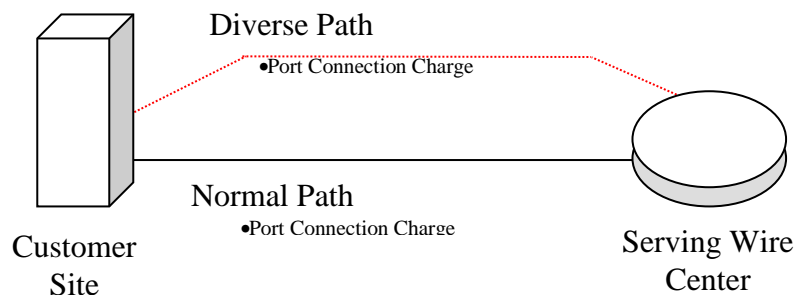 Diverse Path
•Port Connection Charge
Normal Path
•Port Connection Charge
Customer
Site
Serving Wire
Center